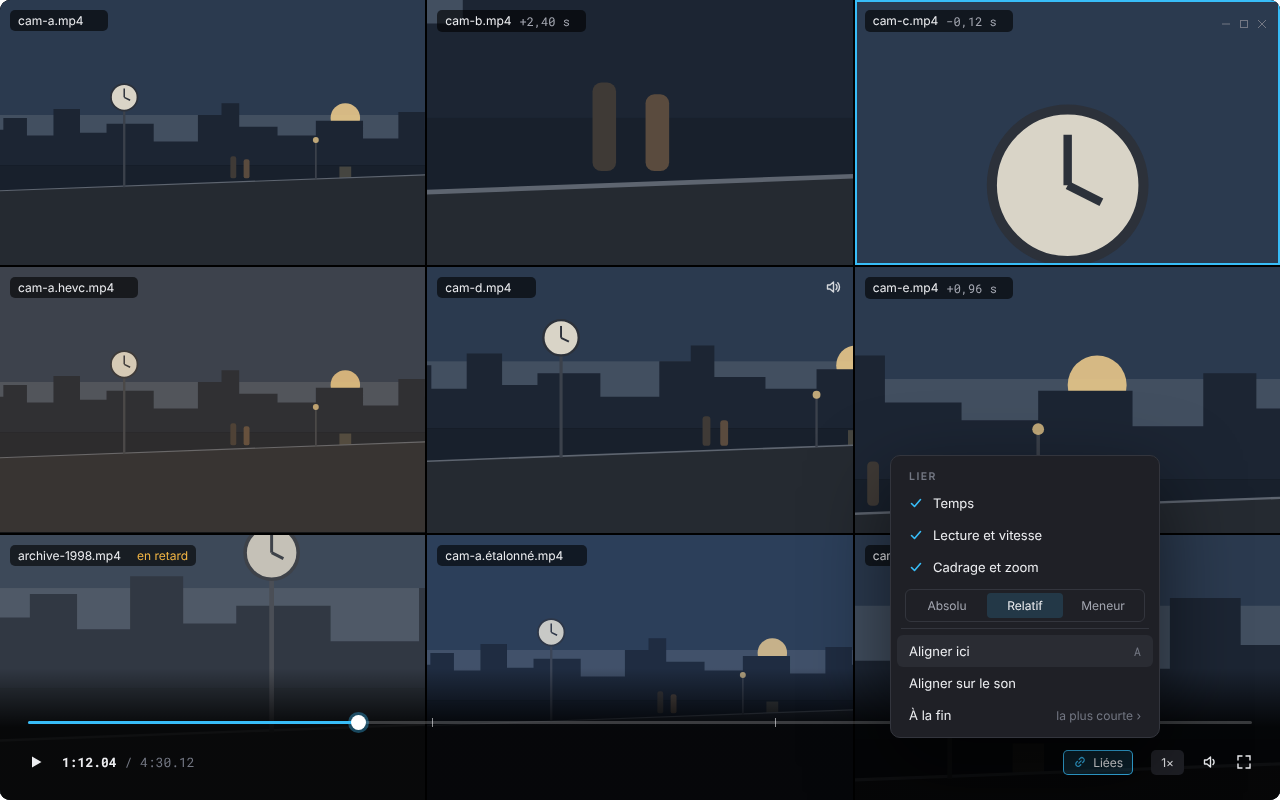 cam-a.mp4
cam-b.mp4 +2,40 s
cam-c.mp4 −0,12 s
cam-a.hevc.mp4
cam-d.mp4
cam-e.mp4 +0,96 s
archive-1998.mp4 en retard
cam-a.étalonné.mp4
LIER
Temps
Lecture et vitesse
Cadrage et zoom
Absolu Relatif Meneur
Aligner ici A
Aligner sur le son
À la fin la plus courte ›
1:12.04 / 4:30.12
Liées 1×